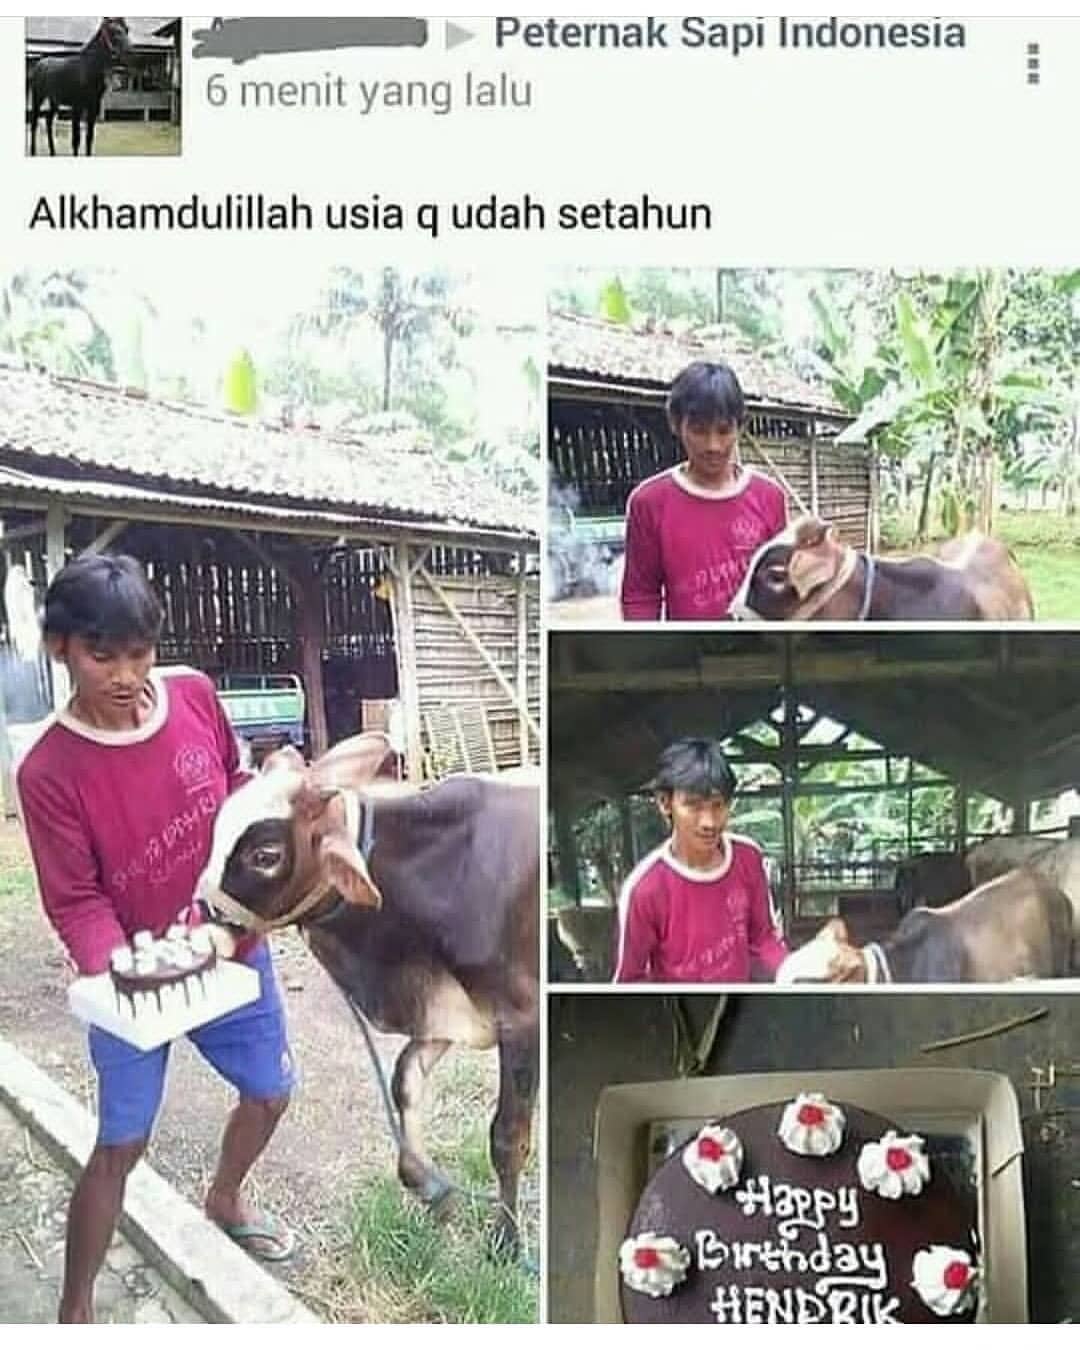 Peternak Sapi Indonesia
6 menit yang lalu
Alkhamdulillah usia q udah setahun
Happy
Birthday
HENDRIK